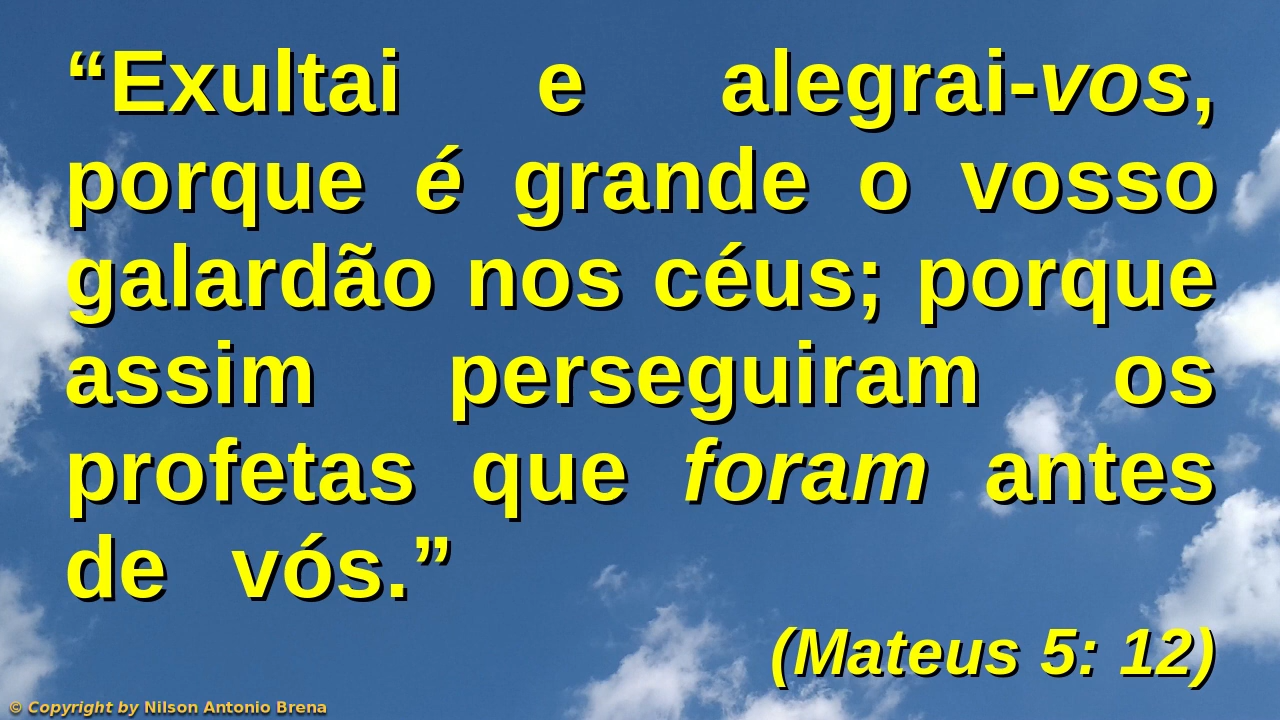 “Exultai e alegrai-vos,
porque é grande o vosso
galardão nos céus; porque
assim perseguiram os
profetas que foram antes
de vós.”
(Mateus 5: 12)
© Copyright by Nilson Antonio Brena